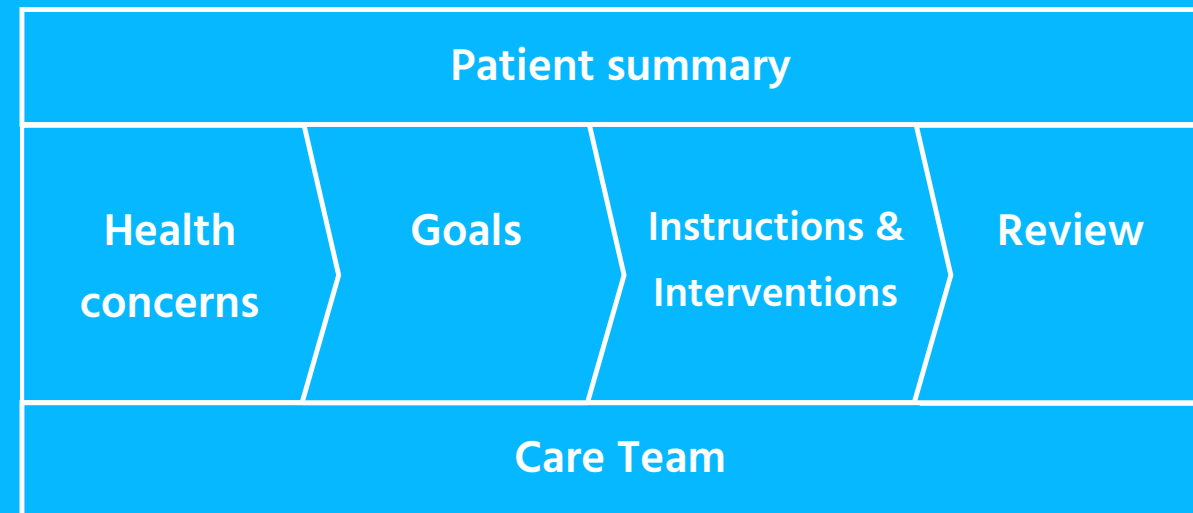 Patient summary
Health
concerns
Goals
Instructions &
Interventions
Review
Care Team